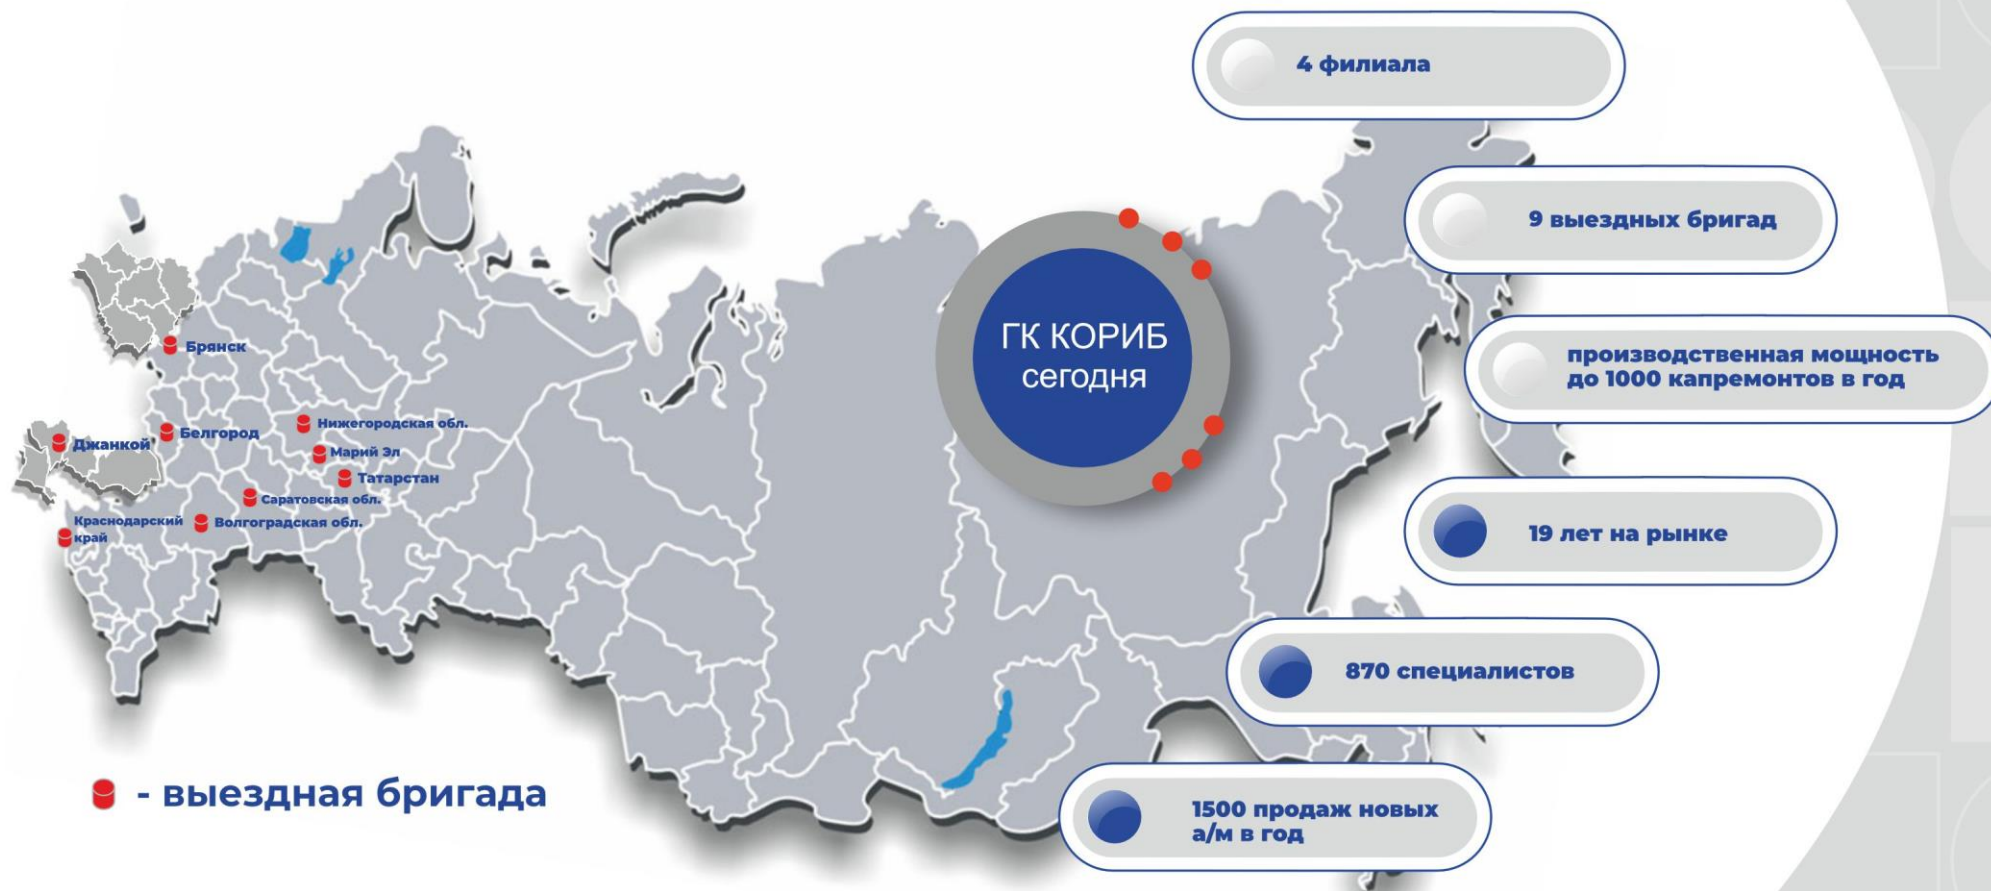 4 филиала
9 выездных бригад
ГК КОРИБ
сегодня
производственная мощность
до 1000 капремонтов в год
19 лет на рынке
870 специалистов
1500 продаж новых
а/м в год
Брянск
Джанкой
Белгород
Нижегородская обл.
Марий Эл
Татарстан
Саратовская обл.
Волгоградская обл.
Краснодарский
край
- выездная бригада